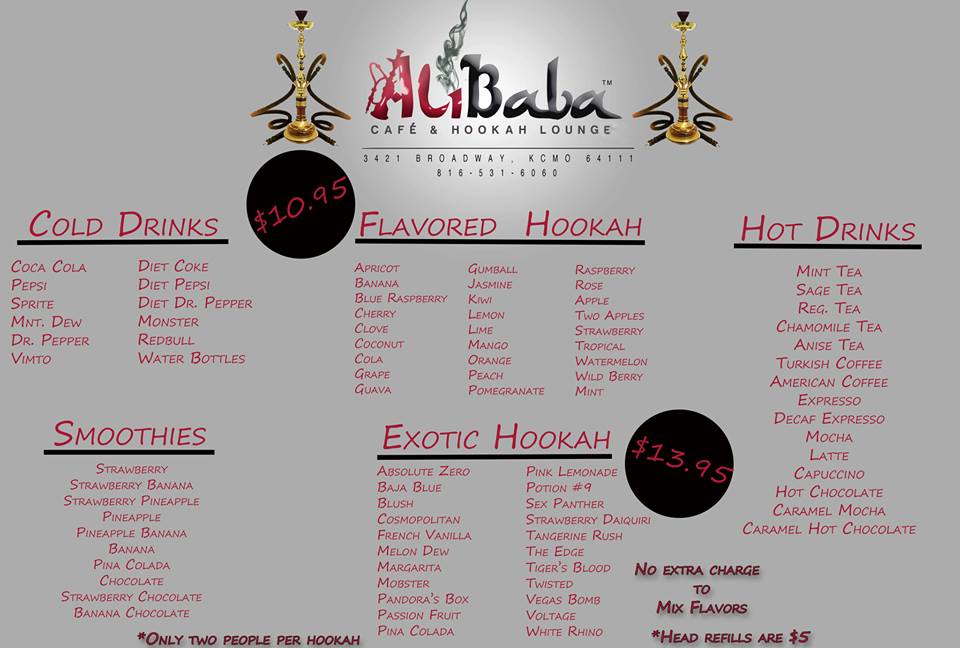 ALiBaba™
CAFÉ & HOOKAH LOUNGE
3421 BROADWAY, KCMO 64111
816-531-6060
COLD DRINKS
COCA COLA
PEPSI
SPRITE
MNT. DEW
DR. PEPPER
VIMTO
DIET COKE
DIET PEPSI
DIET DR. PEPPER
MONSTER
REDBULL
WATER BOTTLES
$10.95
FLAVORED HOOKAH
APRICOT
BANANA
BLUE RASPBERRY
CHERRY
CLOVE
COCONUT
COLA
GRAPE
GUAVA
GUMBALL
JASMINE
KIWI
LEMON
LIME
MANGO
ORANGE
PEACH
POMEGRANATE
RASPBERRY
ROSE
APPLE
TWO APPLES
STRAWBERRY
TROPICAL
WATERMELON
WILD BERRY
MINT
HOT DRINKS
MINT TEA
SAGE TEA
REG. TEA
CHAMOMILE TEA
ANISE TEA
TURKISH COFFEE
AMERICAN COFFEE
EXPRESSO
DECAF EXPRESSO
MOCHA
LATTE
CAPUCCINO
HOT CHOCOLATE
CARAMEL MOCHA
CARAMEL HOT CHOCOLATE
SMOOTHIES
STRAWBERRY
STRAWBERRY BANANA
STRAWBERRY PINEAPPLE
PINEAPPLE
PINEAPPLE BANANA
BANANA
PINA COLADA
CHOCOLATE
STRAWBERRY CHOCOLATE
BANANA CHOCOLATE
EXOTIC HOOKAH
$13.95
ABSOLUTE ZERO
BAJA BLUE
BLUSH
COSMOPOLITAN
FRENCH VANILLA
MELON DEW
MARGARITA
MOBSTER
PANDORA'S BOX
PASSION FRUIT
PINA COLADA
PINK LEMONADE
POTION #9
SEX PANTHER
STRAWBERRY DAIQUIRI
TANGERINE RUSH
THE EDGE
TIGER'S BLOOD
TWISTED
VEGAS BOMB
VOLTAGE
WHITE RHINO
NO EXTRA CHARGE
TO
MIX FLAVORS
*ONLY TWO PEOPLE PER HOOKAH
*HEAD REFILLS ARE $5